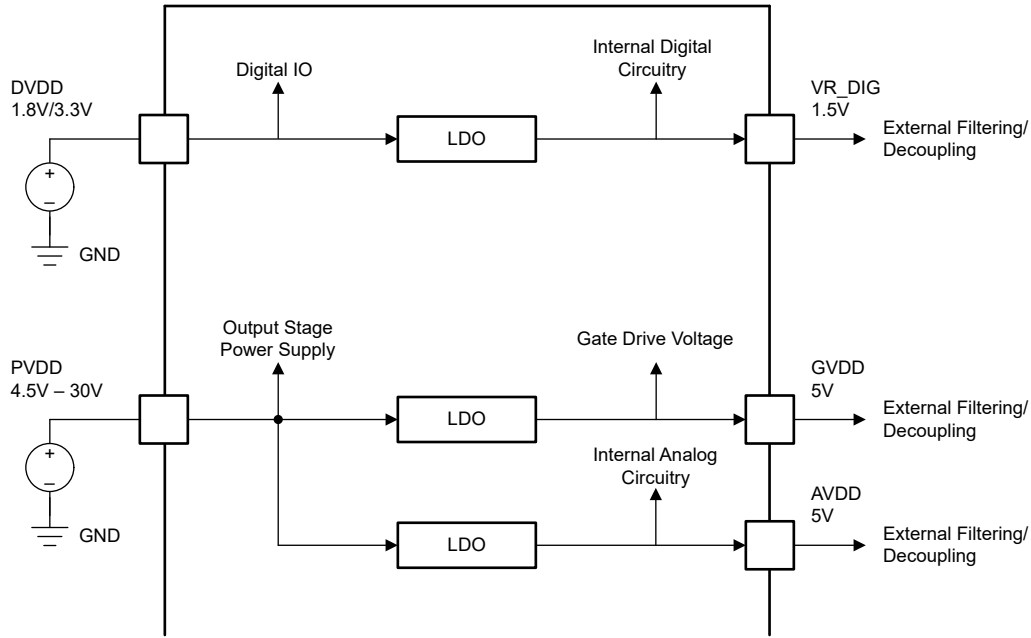 Internal Digital
Circuitry
Digital IO
DVDD
1.8V/3.3V
VR_DIG
1.5V
LDO
External Filtering/
Decoupling
+
–
GND
Output Stage
Power Supply
Gate Drive Voltage
PVDD
4.5V – 30V
GVDD
5V
LDO
External Filtering/
Decoupling
+
–
GND
Internal Analog
Circuitry
AVDD
5V
LDO
External Filtering/
Decoupling